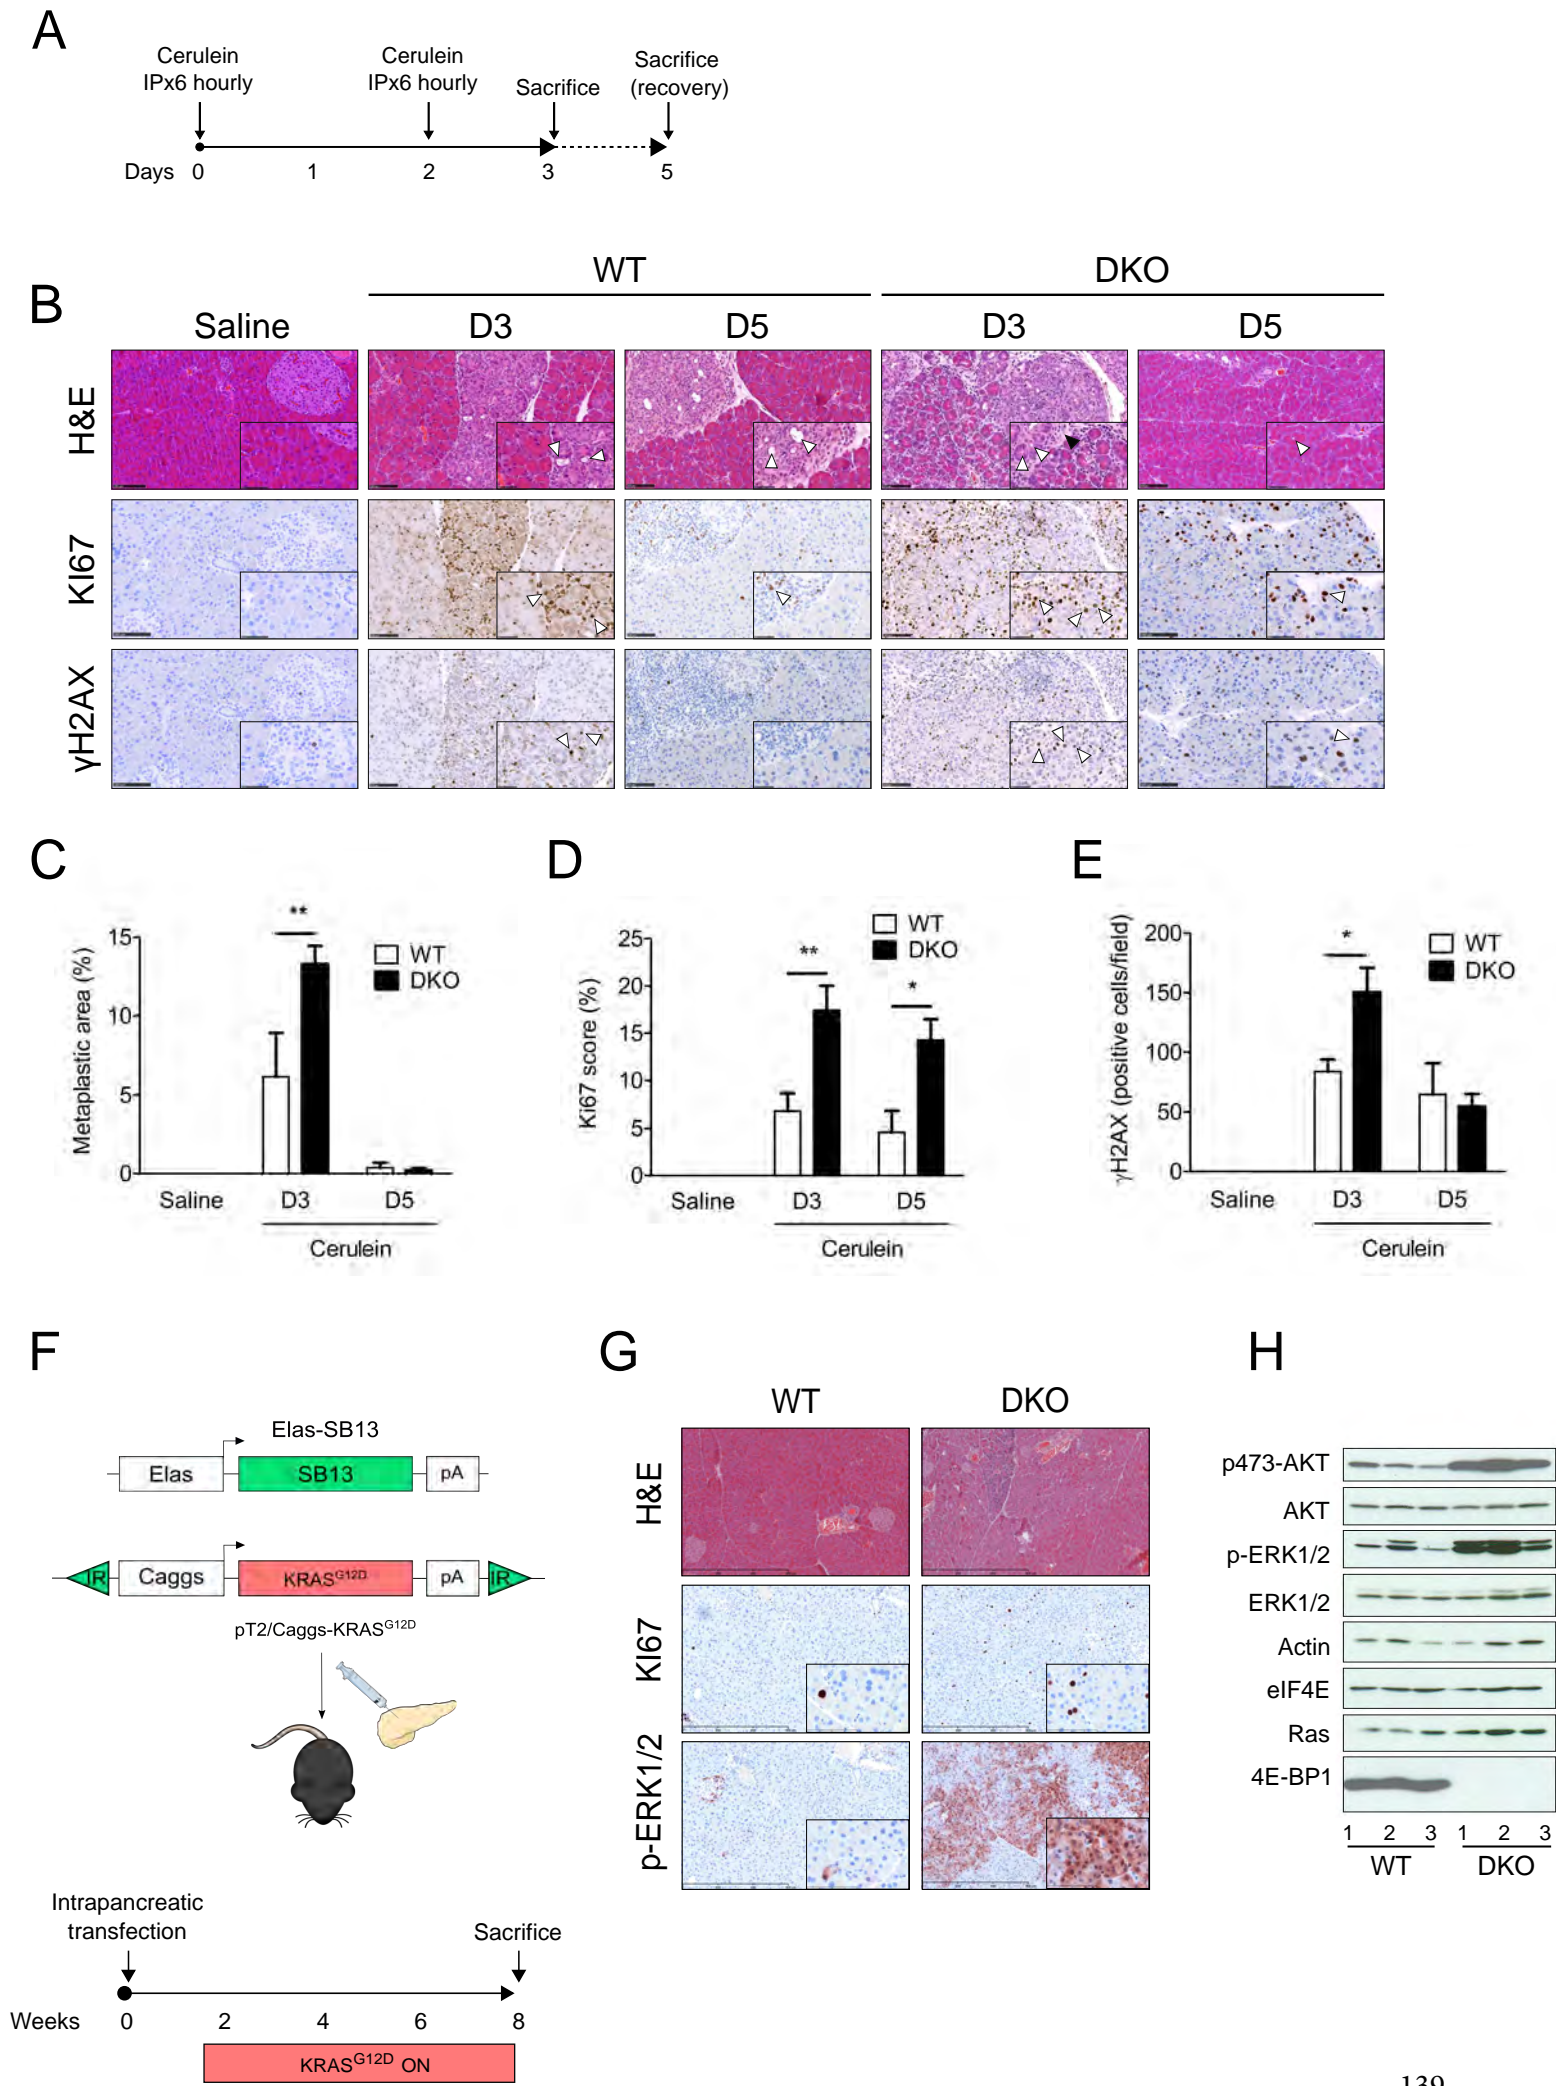 A
Cerulein
IPx6 hourly
Cerulein
IPx6 hourly
Sacrifice
Sacrifice
(recovery)
Days 0 1 2 3 5
B
WT DKO
Saline D3 D5 D3 D5
H&E
KI67
γH2AX
C
Metaplastic area (%)
15
10
5
0
**
WT
DKO
Saline D3 D5
Cerulein
D
Ki67 score (%)
25
20
15
10
5
0
**
*
WT
DKO
Saline D3 D5
Cerulein
E
γH2AX (positive cells/field)
200
150
100
50
0
*
WT
DKO
Saline D3 D5
Cerulein
F
Elas-SB13
Elas SB13 pA
IR Caggs KRASG12D pA IR
pT2/Caggs-KRASG12D
Intrapancreatic
transfection
Sacrifice
Weeks 0 2 4 6 8
KRASG12D ON
G
WT DKO
H&E
KI67
p-ERK1/2
H
p473-AKT
AKT
p-ERK1/2
ERK1/2
Actin
eIF4E
Ras
4E-BP1
1 2 3 1 2 3
WT DKO
139